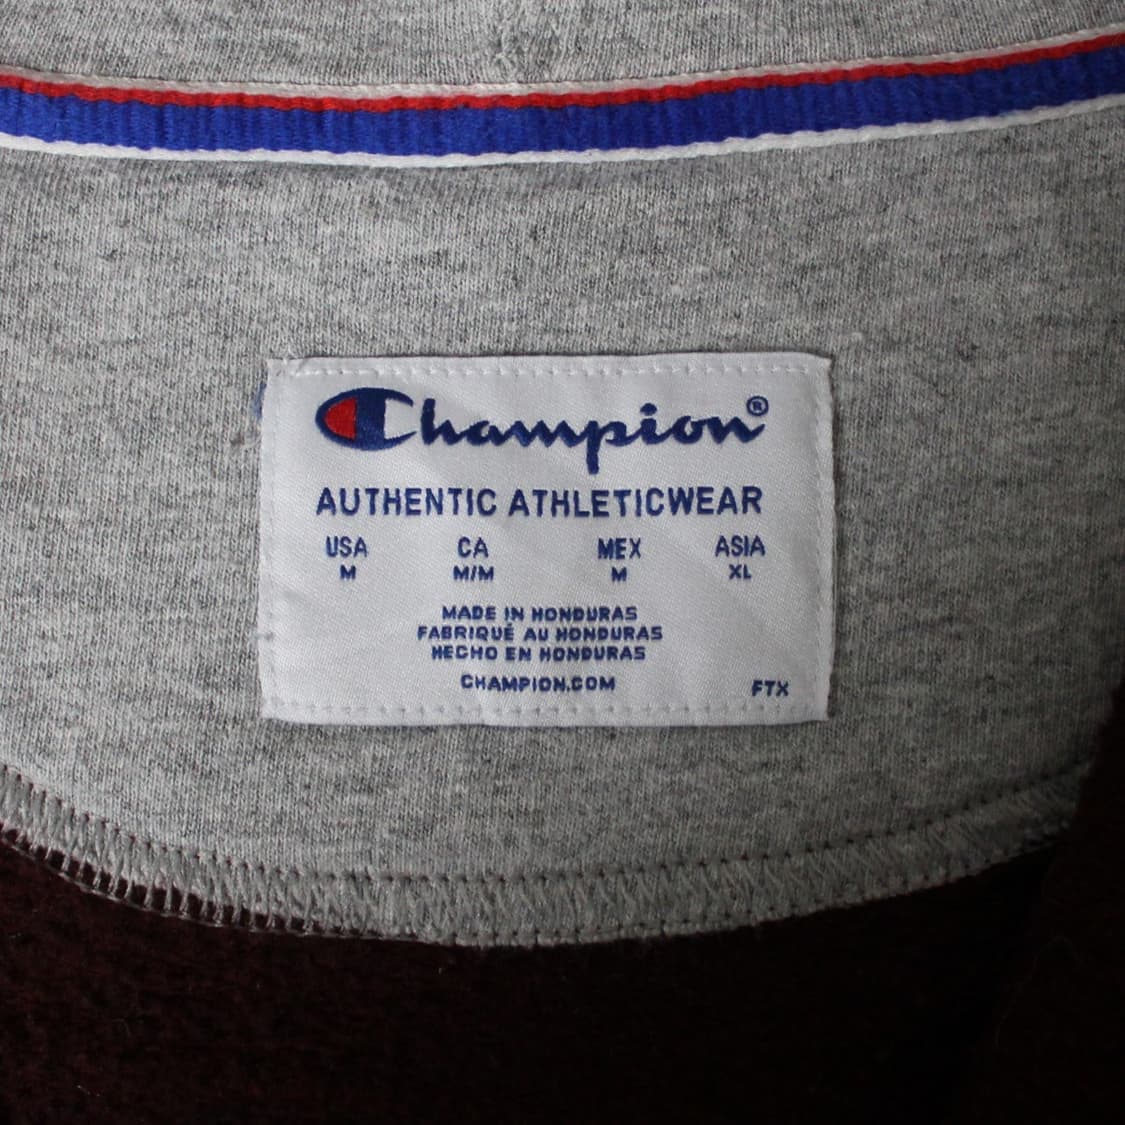 Champion®
AUTHENTIC ATHLETICWEAR
USA CA MEX ASIA
M M/M M XL
MADE IN HONDURAS
FABRIQUÉ AU HONDURAS
HECHO EN HONDURAS
CHAMPION.COM
FTX